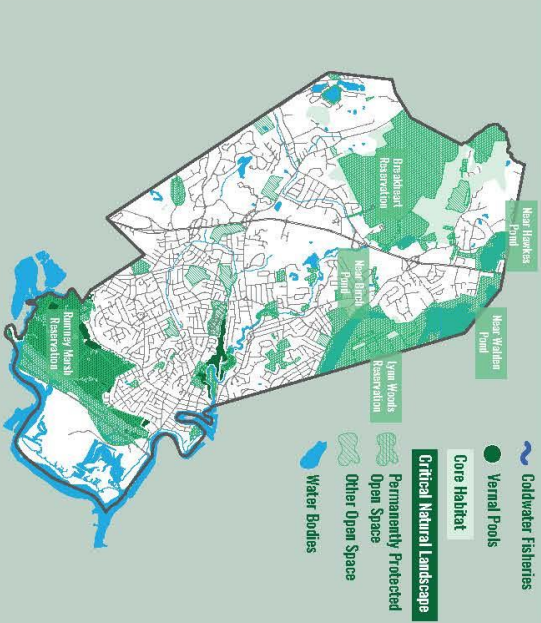 Near Hawkes
Pond
Breakheart
Reservation
Near Walden
Pond
Near Birch
Pond
Lynn Woods
Reservation
Rumney Marsh
Reservation
Coldwater Fisheries
Vernal Pools
Core Habitat
Critical Natural Landscape
Permanently Protected
Open Space
Other Open Space
Water Bodies